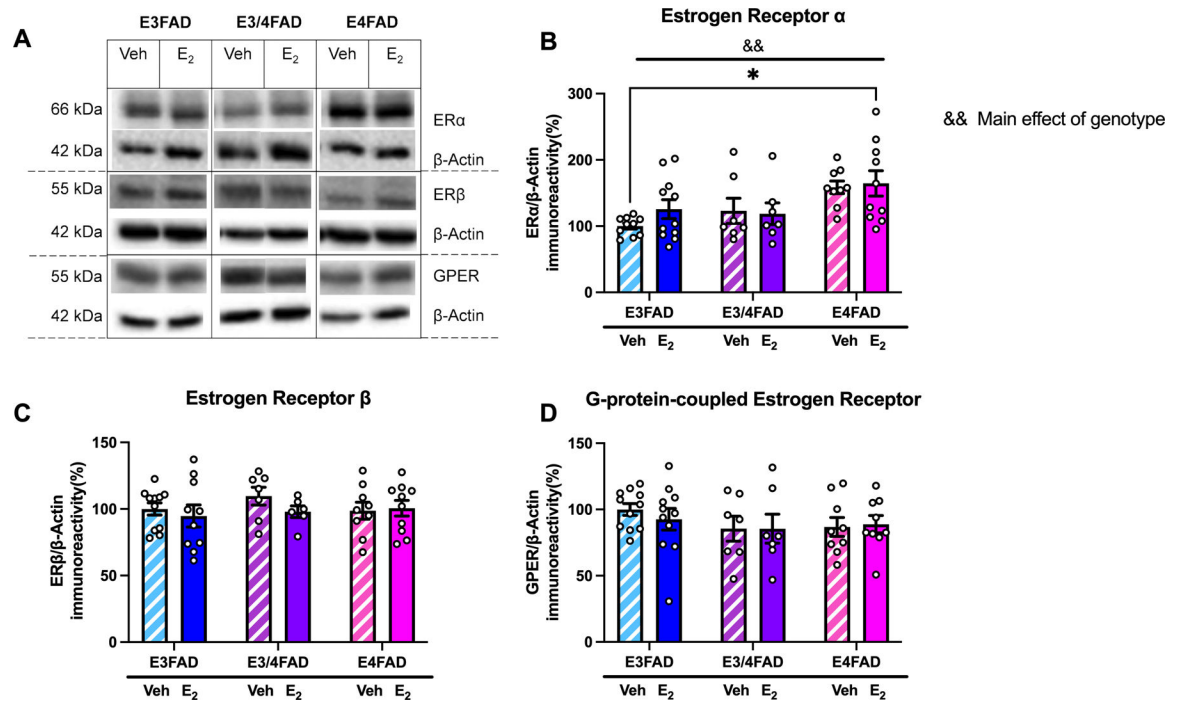 A
E3FAD E3/4FAD E4FAD
Veh E₂ Veh E₂ Veh E₂
66 kDa ERα
42 kDa β-Actin
55 kDa ERβ
42 kDa β-Actin
55 kDa GPER
42 kDa β-Actin
B
Estrogen Receptor α
&&
*
&& Main effect of genotype
ERα/β-Actin
immunoreactivity(%)
300
200
100
0
E3FAD E3/4FAD E4FAD
Veh E₂ Veh E₂ Veh E₂
C
Estrogen Receptor β
ERβ/β-Actin
immunoreactivity(%)
150
100
50
0
E3FAD E3/4FAD E4FAD
Veh E₂ Veh E₂ Veh E₂
D
G-protein-coupled Estrogen Receptor
GPER/β-Actin
immunoreactivity(%)
150
100
50
0
E3FAD E3/4FAD E4FAD
Veh E₂ Veh E₂ Veh E₂